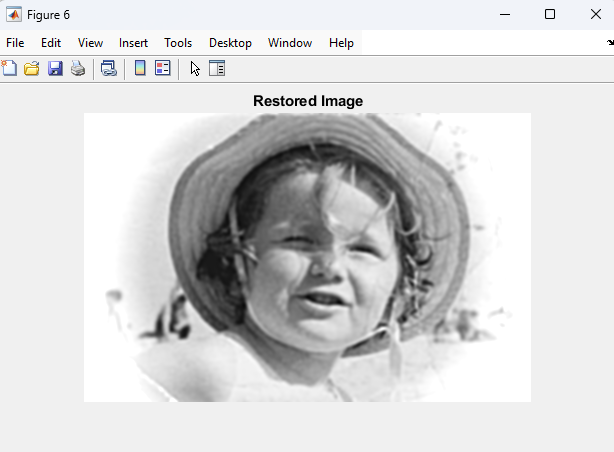 Figure 6
File Edit View Insert Tools Desktop Window Help
Restored Image